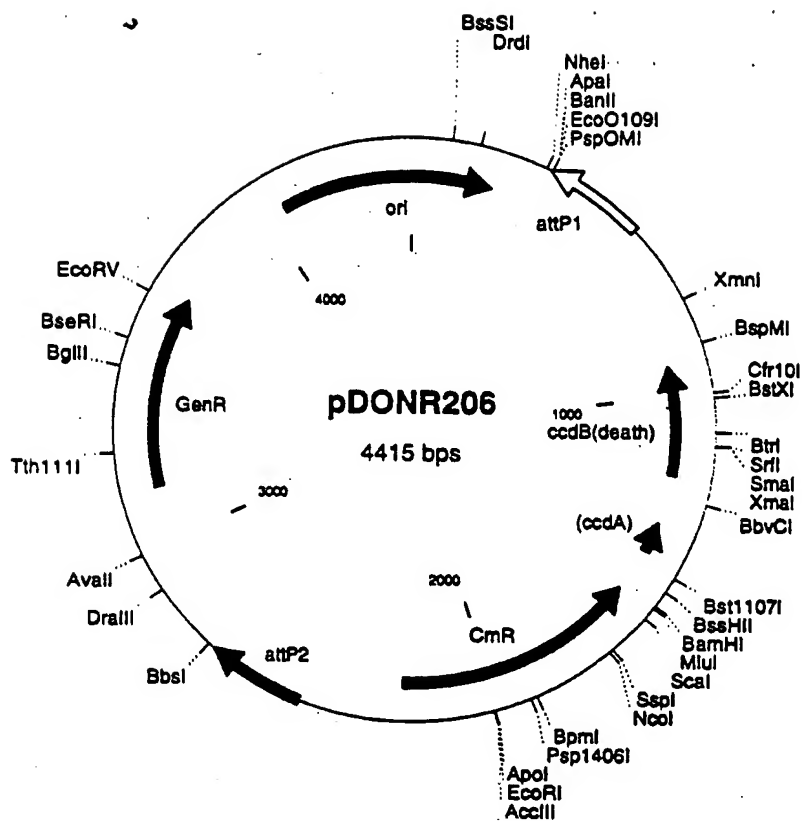 BssSI
DrdI
NheI
ApaI
BanII
EcoO109I
PspOMI
attP1
ori
XmnI
BspMI
Cfr10I
BstXI
BtrI
SrfI
SmaI
XmaI
BbvCI
Bst1107I
BssHII
BamHI
MluI
ScaI
SspI
NcoI
BpmI
Psp1406I
ApoI
EcoRI
AccIII
BbsI
DraIII
AvaII
Tth111I
BglII
BseRI
EcoRV
GenR
pDONR206
4415 bps
ccdB(death)
(ccdA)
CmR
attP2
1000
2000
3000
4000